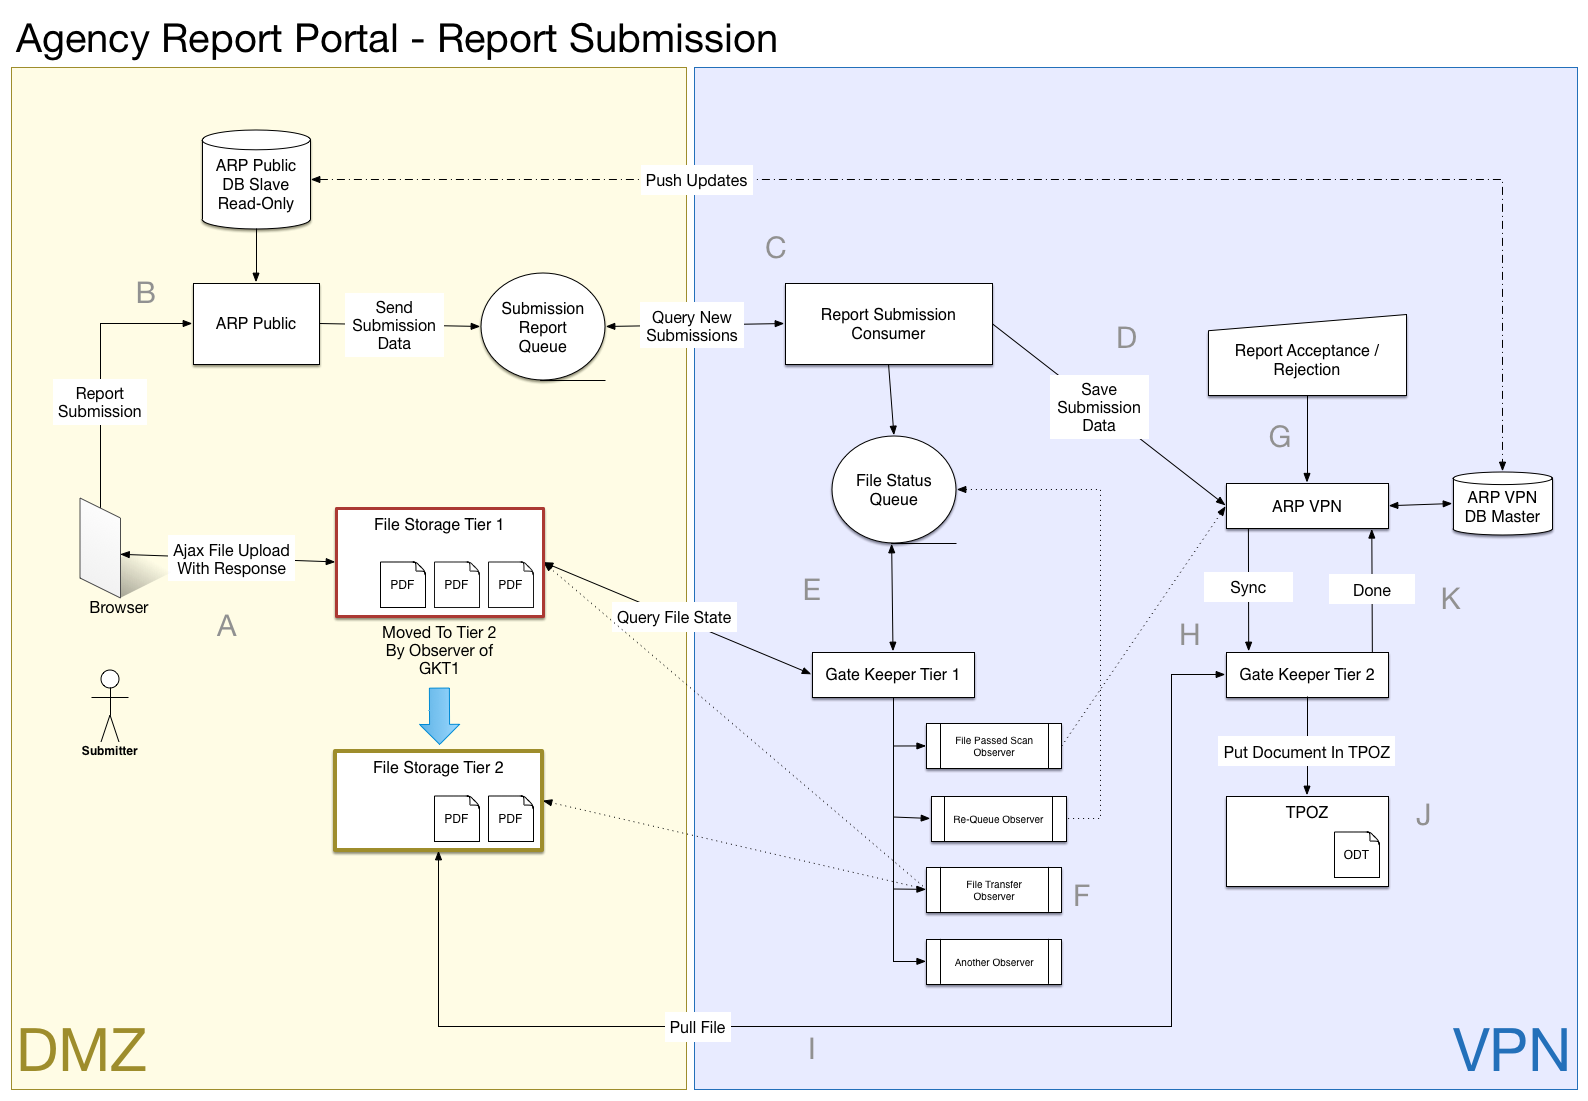 Agency Report Portal - Report Submission
ARP Public
DB Slave
Read-Only
Push Updates
C
B
ARP Public
Send
Submission
Data
Submission
Report
Queue
Query New
Submissions
Report Submission
Consumer
D
Report Acceptance /
Rejection
Report
Submission
Save
Submission
Data
G
File Status
Queue
ARP VPN
ARP VPN
DB Master
File Storage Tier 1
PDF
PDF
PDF
Ajax File Upload
With Response
Browser
A
Query File State
E
Sync
Done
K
H
Moved To Tier 2
By Observer of
GKT1
Gate Keeper Tier 1
Gate Keeper Tier 2
Submitter
File Passed Scan
Observer
Put Document In TPOZ
File Storage Tier 2
PDF
PDF
Re-Queue Observer
TPOZ
ODT
J
File Transfer
Observer
F
Another Observer
Pull File
I
DMZ
VPN